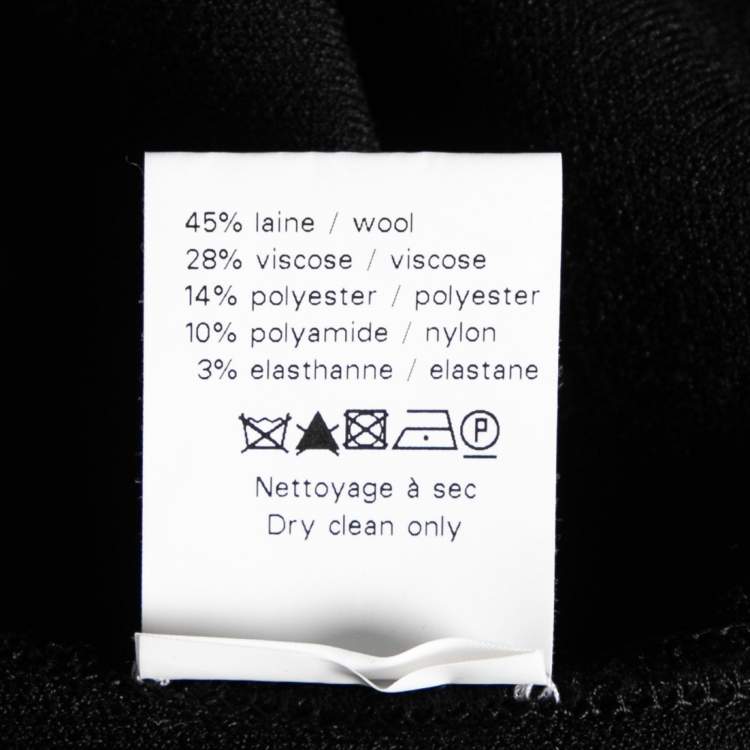 45% laine / wool
28% viscose / viscose
14% polyester / polyester
10% polyamide / nylon
3% elasthanne / elastane
P
Nettoyage à sec
Dry clean only